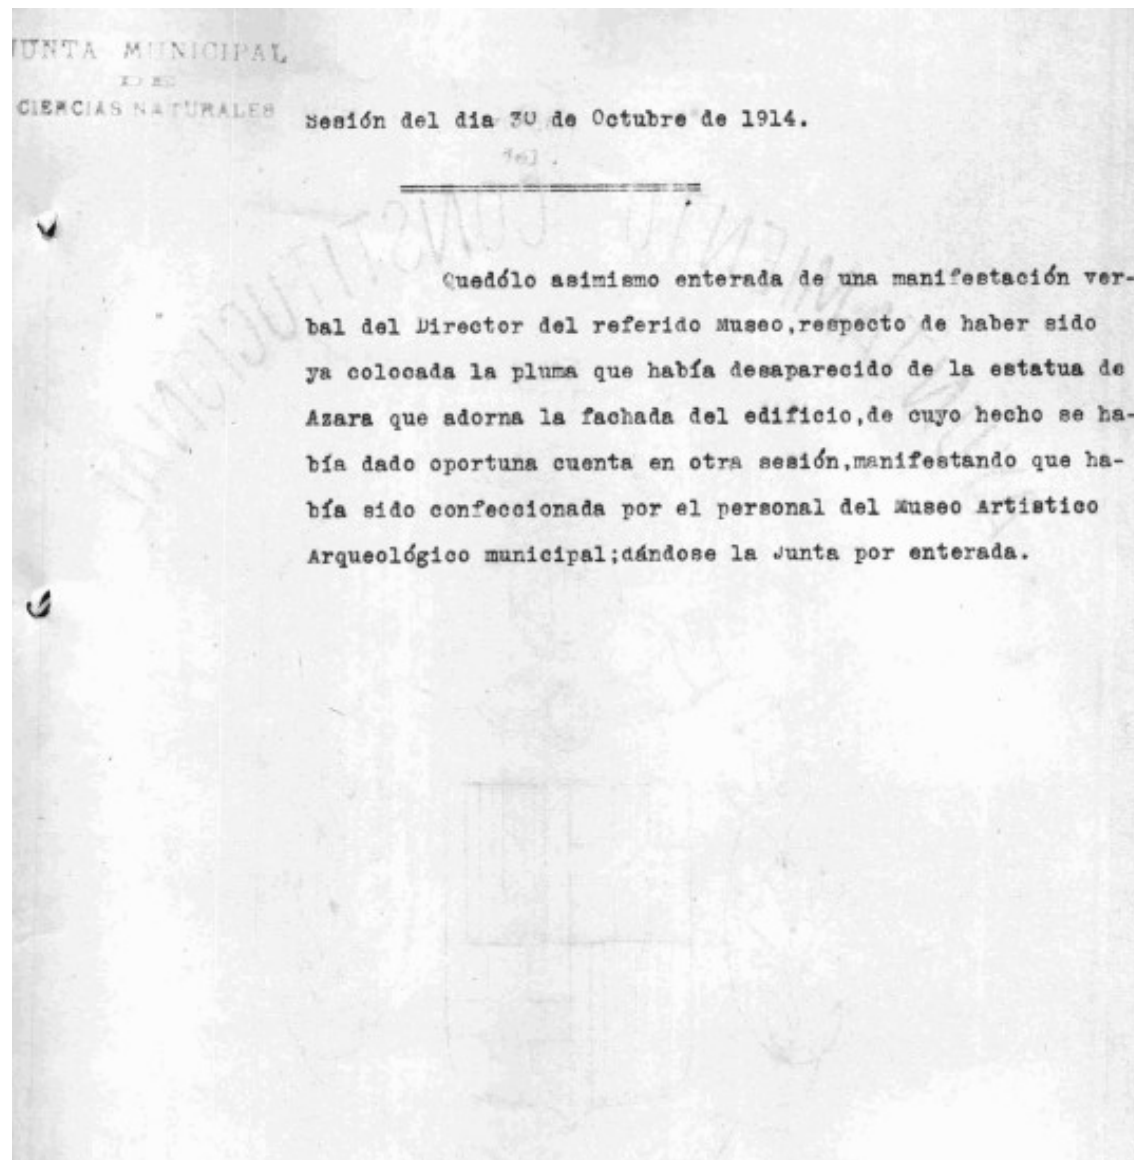 JUNTA MUNICIPAL
DE
CIENCIAS NATURALES
Sesión del dia 30 de Octubre de 1914.
Quedólo asimismo enterada de una manifestación ver-
bal del Director del referido Museo,respecto de haber sido
ya colocada la pluma que había desaparecido de la estatua de
Azara que adorna la fachada del edificio,de cuyo hecho se ha-
bía dado oportuna cuenta en otra sesión,manifestando que ha-
bía sido confeccionada por el personal del Museo Artistico
Arqueológico municipal;dándose la Junta por enterada.